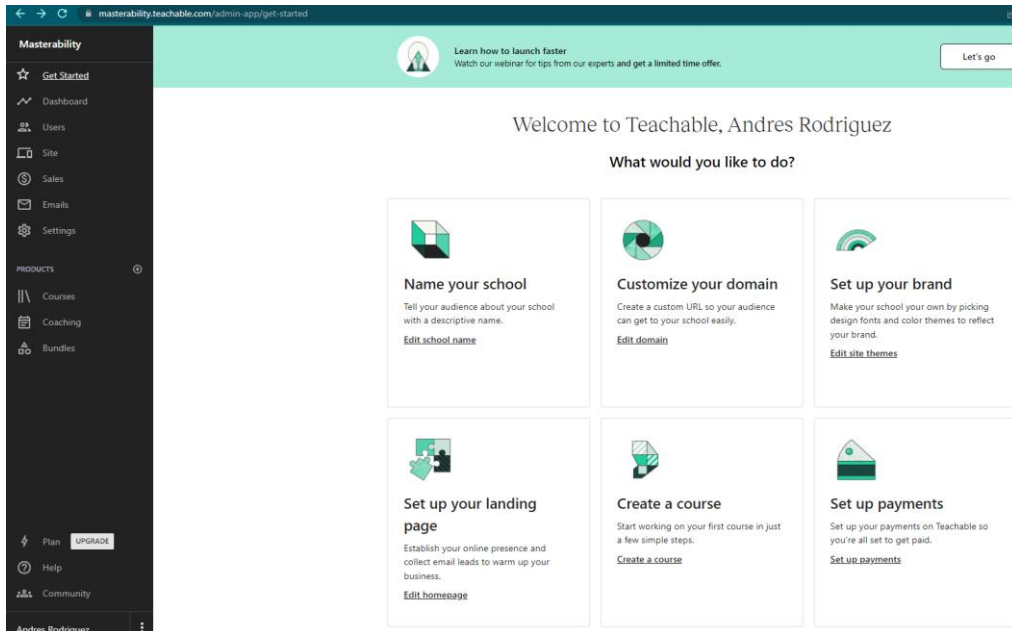 masterability.teachable.com/admin-app/get-started
Masterability
Get Started
Dashboard
Users
Site
Sales
Emails
Settings
PRODUCTS
Courses
Coaching
Bundles
Plan UPGRADE
Help
Community
Andres Rodriguez
Learn how to launch faster
Watch our webinar for tips from our experts and get a limited time offer.
Let's go
Welcome to Teachable, Andres Rodriguez
What would you like to do?
Name your school
Tell your audience about your school
with a descriptive name.
Edit school name
Customize your domain
Create a custom URL so your audience
can get to your school easily.
Edit domain
Set up your brand
Make your school your own by picking
design fonts and color themes to reflect
your brand.
Edit site themes
Set up your landing
page
Establish your online presence and
collect email leads to warm up your
business.
Edit homepage
Create a course
Start working on your first course in just
a few simple steps.
Create a course
Set up payments
Set up your payments on Teachable so
you're all set to get paid.
Set up payments